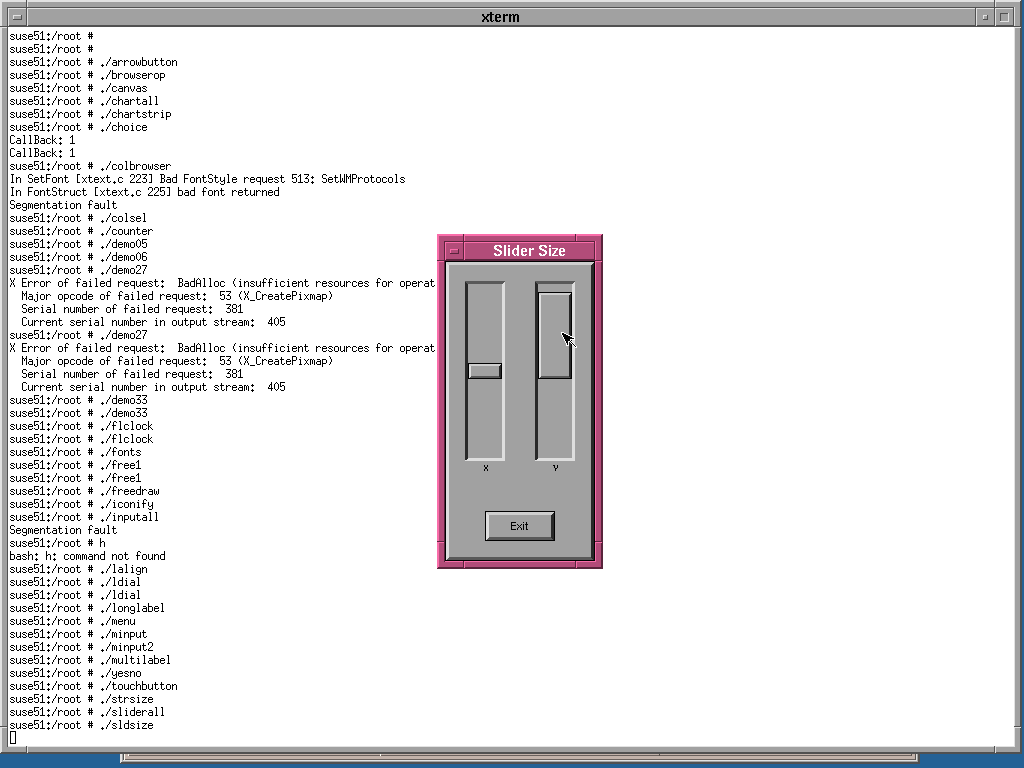 xterm
suse51:/root #
suse51:/root #
suse51:/root # ./arrowbutton
suse51:/root # ./browserop
suse51:/root # ./canvas
suse51:/root # ./chartall
suse51:/root # ./chartstrip
suse51:/root # ./choice
CallBack: 1
CallBack: 1
suse51:/root # ./colbrowser
In SetFont [xtext.c 223] Bad FontStyle request 513: SetWMProtocols
In FontStruct [xtext.c 225] bad font returned
Segmentation fault
suse51:/root # ./colsel
suse51:/root # ./counter
suse51:/root # ./demo05
suse51:/root # ./demo06
suse51:/root # ./demo27
X Error of failed request:  BadAlloc (insufficient resources for operat
  Major opcode of failed request:  53 (X_CreatePixmap)
  Serial number of failed request:  381
  Current serial number in output stream:  405
suse51:/root # ./demo27
X Error of failed request:  BadAlloc (insufficient resources for operat
  Major opcode of failed request:  53 (X_CreatePixmap)
  Serial number of failed request:  381
  Current serial number in output stream:  405
suse51:/root # ./demo33
suse51:/root # ./demo33
suse51:/root # ./flclock
suse51:/root # ./flclock
suse51:/root # ./fonts
suse51:/root # ./free1
suse51:/root # ./free1
suse51:/root # ./freedraw
suse51:/root # ./iconify
suse51:/root # ./inputall
Segmentation fault
suse51:/root # h
bash: h: command not found
suse51:/root # ./lalign
suse51:/root # ./ldial
suse51:/root # ./ldial
suse51:/root # ./longlabel
suse51:/root # ./menu
suse51:/root # ./minput
suse51:/root # ./minput2
suse51:/root # ./multilabel
suse51:/root # ./yesno
suse51:/root # ./touchbutton
suse51:/root # ./strsize
suse51:/root # ./sliderall
suse51:/root # ./sldsize
Slider Size
X Y
Exit